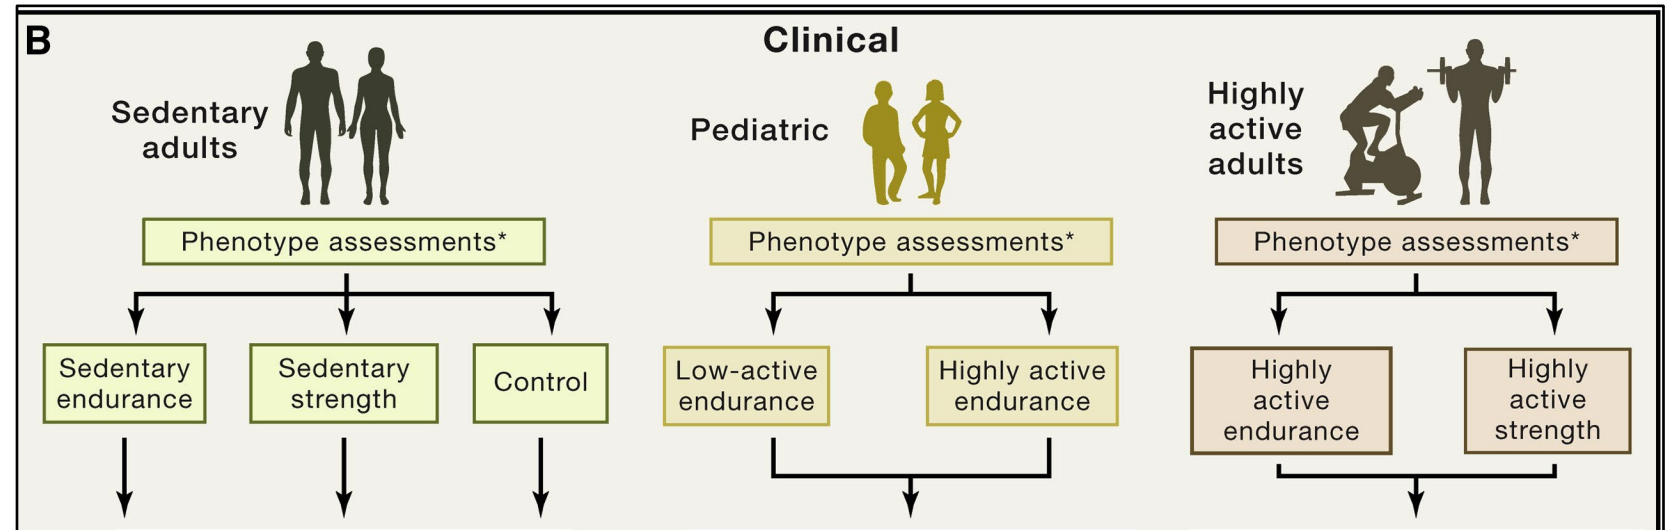 B
Clinical
Sedentary
adults
Pediatric
Highly
active
adults
Phenotype assessments*
Phenotype assessments*
Phenotype assessments*
Sedentary
endurance
Sedentary
strength
Control
Low-active
endurance
Highly active
endurance
Highly
active
endurance
Highly
active
strength